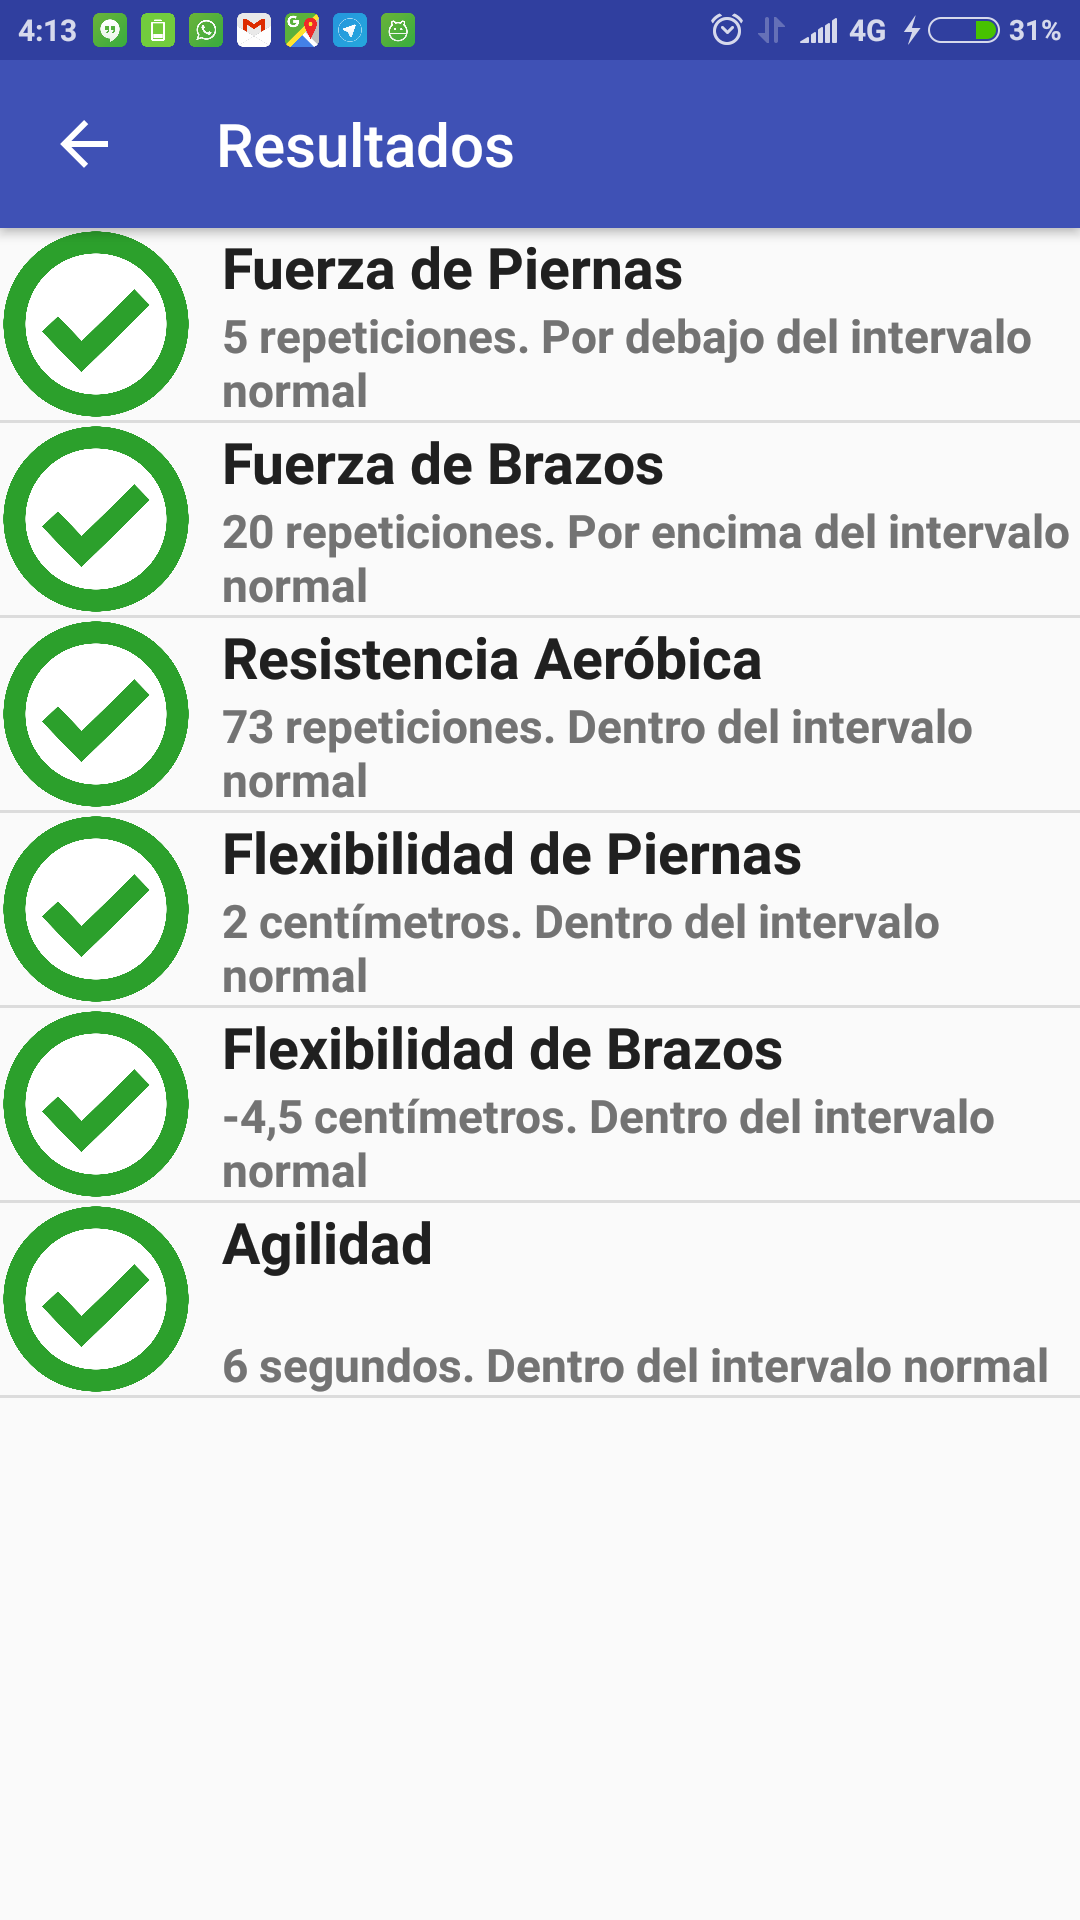 4:13 4G 31%
Resultados
Fuerza de Piernas
5 repeticiones. Por debajo del intervalo
normal
Fuerza de Brazos
20 repeticiones. Por encima del intervalo
normal
Resistencia Aeróbica
73 repeticiones. Dentro del intervalo
normal
Flexibilidad de Piernas
2 centímetros. Dentro del intervalo
normal
Flexibilidad de Brazos
-4,5 centímetros. Dentro del intervalo
normal
Agilidad
6 segundos. Dentro del intervalo normal